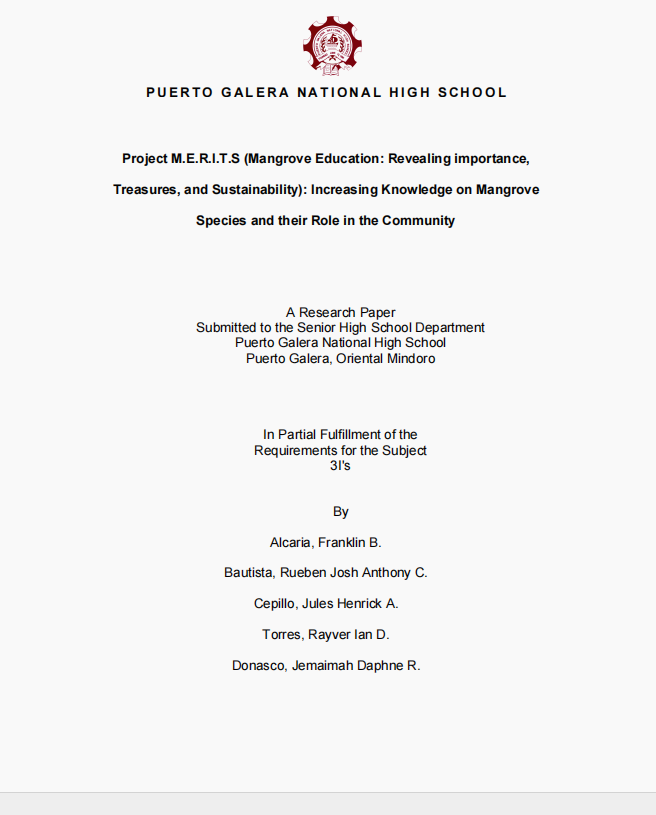 PUERTO GALERA NATIONAL HIGH SCHOOL
Project M.E.R.I.T.S (Mangrove Education: Revealing importance,
Treasures, and Sustainability): Increasing Knowledge on Mangrove
Species and their Role in the Community
A Research Paper
Submitted to the Senior High School Department
Puerto Galera National High School
Puerto Galera, Oriental Mindoro
In Partial Fulfillment of the
Requirements for the Subject
3I's
By
Alcaria, Franklin B.
Bautista, Rueben Josh Anthony C.
Cepillo, Jules Henrick A.
Torres, Rayver Ian D.
Donasco, Jemaimah Daphne R.